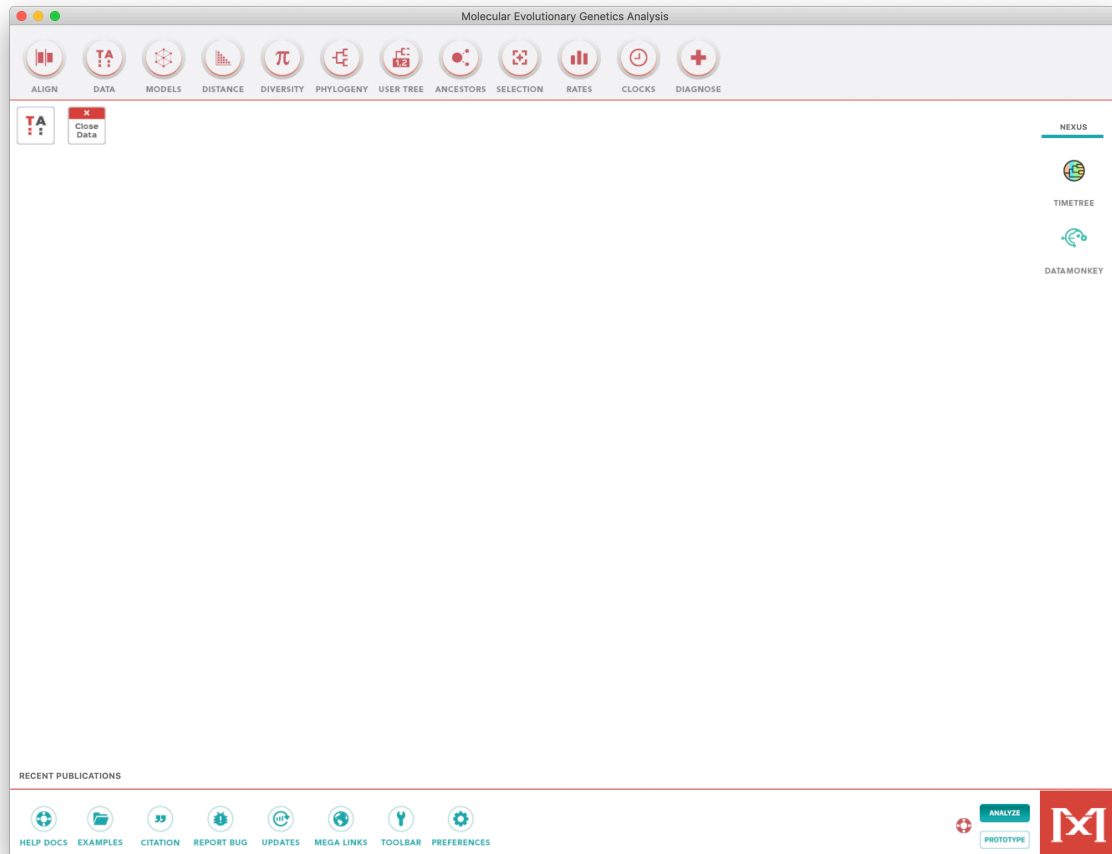 Molecular Evolutionary Genetics Analysis
TA
π
1.2
ALIGN DATA MODELS DISTANCE DIVERSITY PHYLOGENY USER TREE ANCESTORS SELECTION RATES CLOCKS DIAGNOSE
TA
Close
Data
NEXUS
TIMETREE
DATAMONKEY
RECENT PUBLICATIONS
HELP DOCS EXAMPLES CITATION REPORT BUG UPDATES MEGA LINKS TOOLBAR PREFERENCES
ANALYZE
PROTOTYPE
M